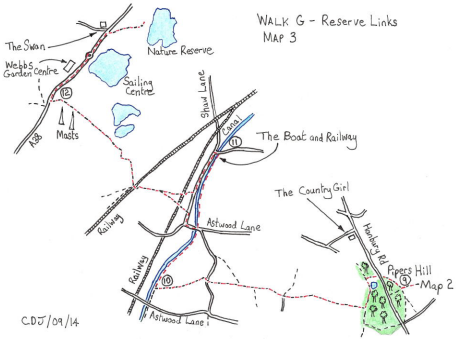 WALK G - RESERVE LINKS
MAP 3
The Swan
Webbs
Garden Centre
Nature Reserve
Sailing
Centre
12
A38
Masts
Shaw Lane
Canal
11
The Boat and Railway
Railway
Astwood Lane
The Country Girl
Hanbury Rd
Railway
10
Pipers Hill
9
Map 2
Astwood Lane
CDJ/09/14